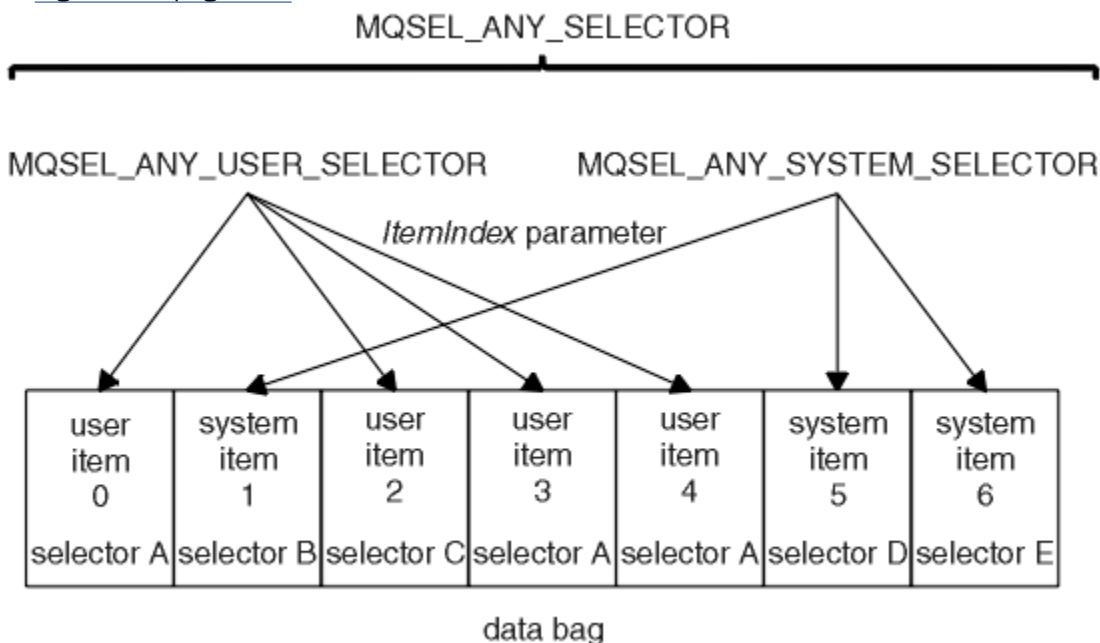 MQSEL_ANY_SELECTOR
MQSEL_ANY_USER_SELECTOR
MQSEL_ANY_SYSTEM_SELECTOR
ItemIndex parameter
user item 0 selector A
system item 1 selector B
user item 2 selector C
user item 3 selector A
user item 4 selector A
system item 5 selector D
system item 6 selector E
data bag